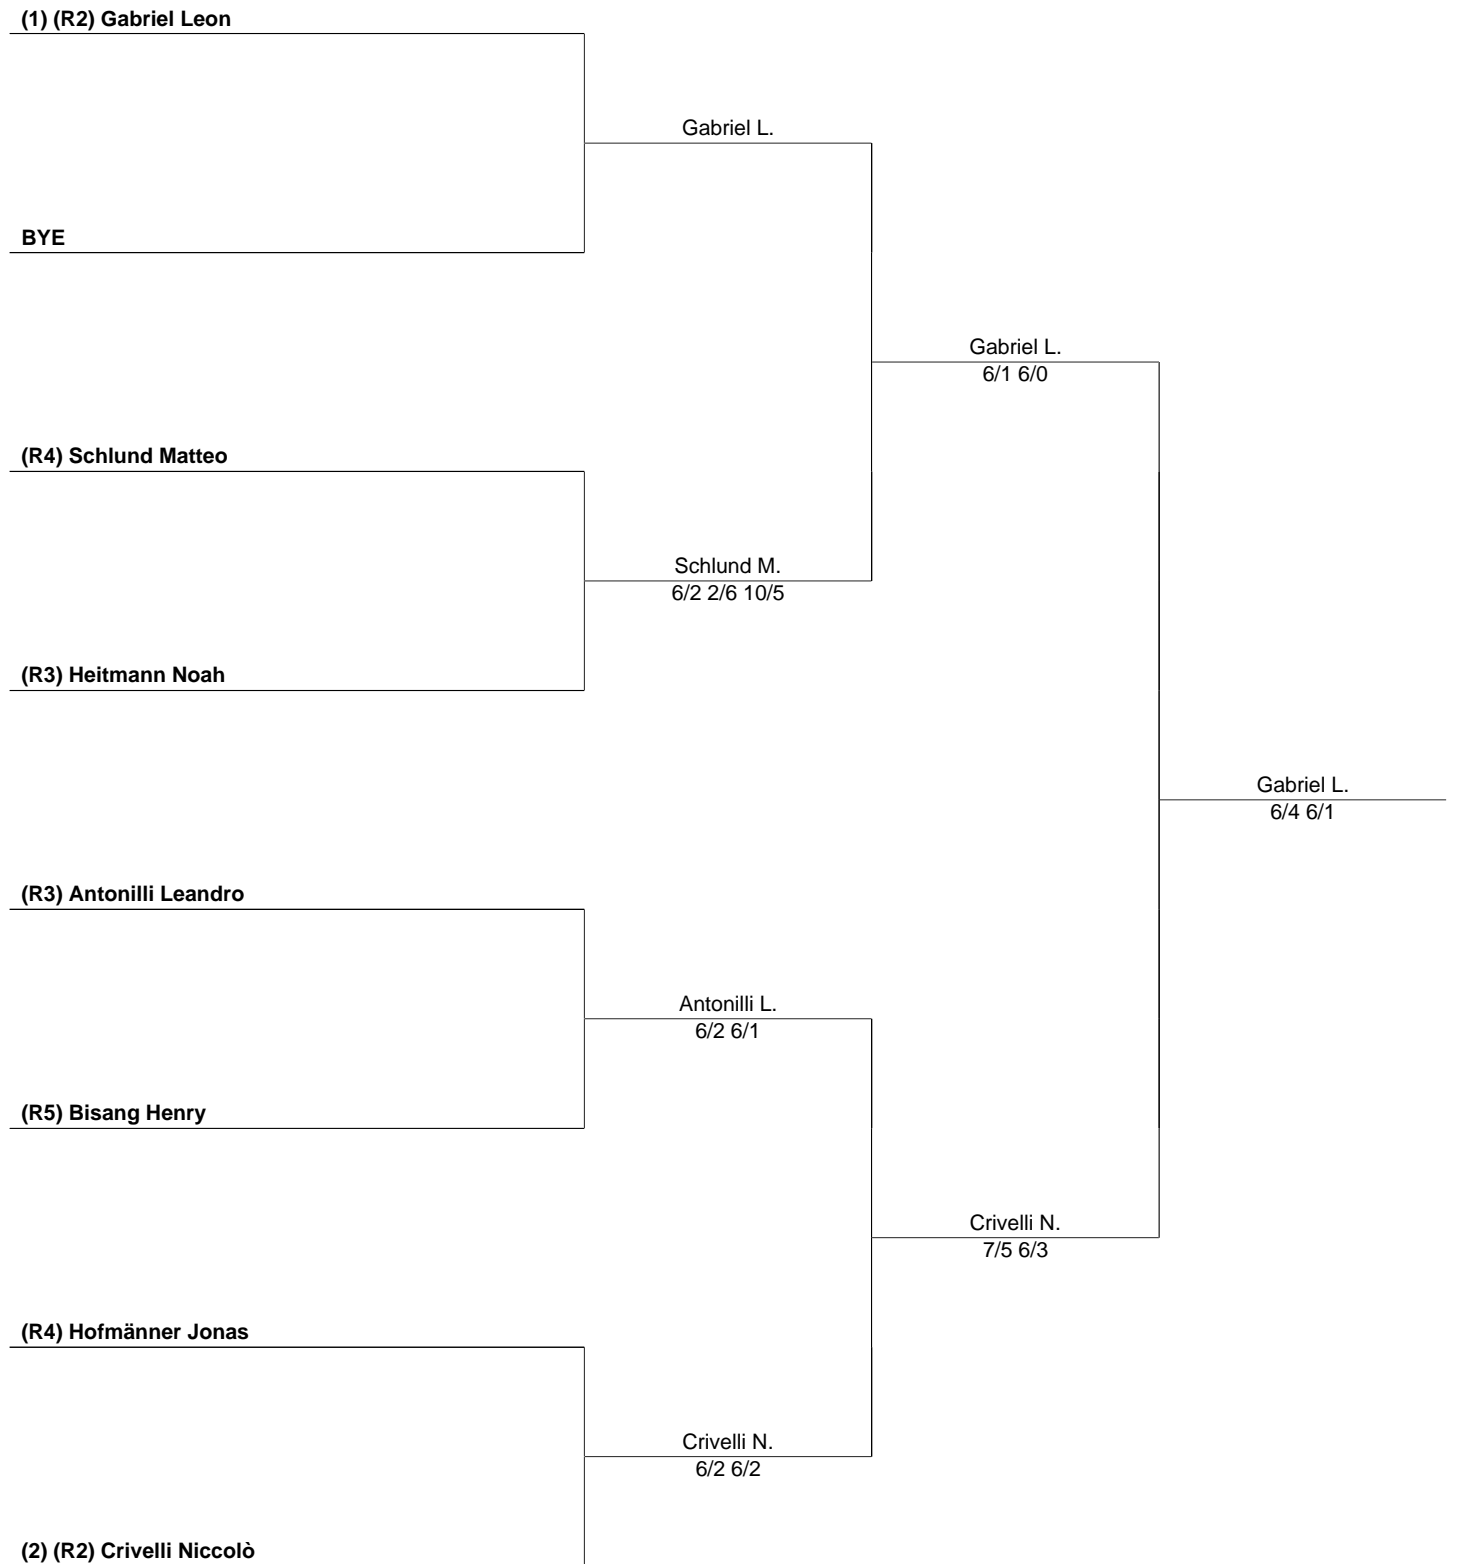 (1) (R2) Gabriel Leon
Gabriel L.
BYE
Gabriel L.
6/1 6/0
(R4) Schlund Matteo
Schlund M.
6/2 2/6 10/5
(R3) Heitmann Noah
Gabriel L.
6/4 6/1
(R3) Antonilli Leandro
Antonilli L.
6/2 6/1
(R5) Bisang Henry
Crivelli N.
7/5 6/3
(R4) Hofmänner Jonas
Crivelli N.
6/2 6/2
(2) (R2) Crivelli Niccolò